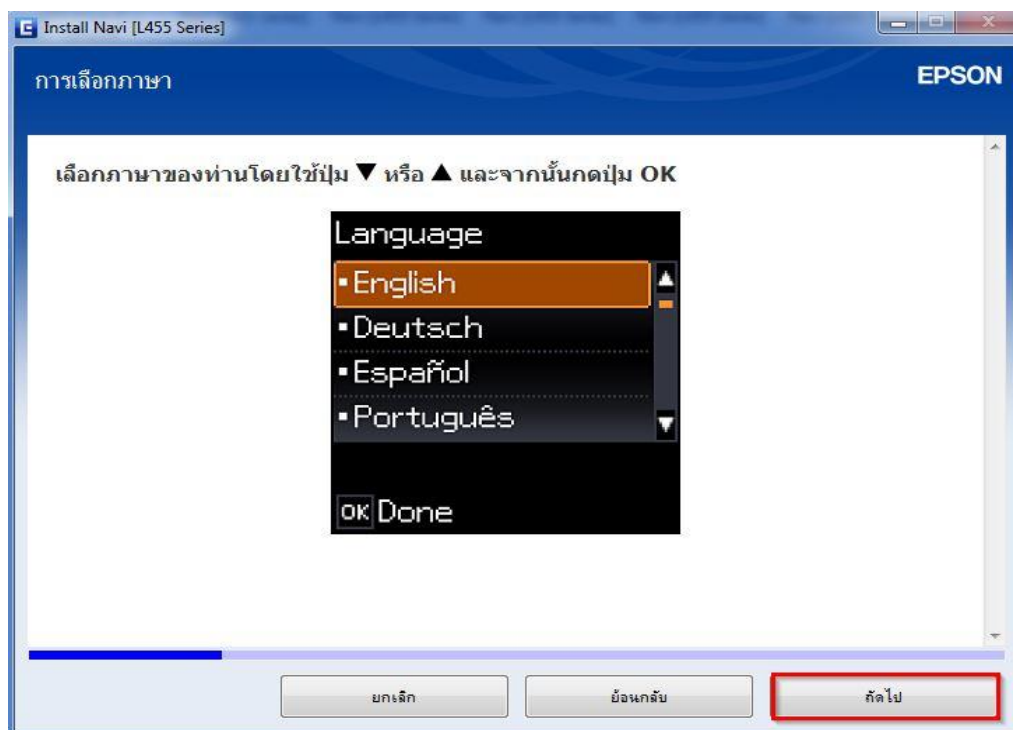 Install Navi [L455 Series]
การเลือกภาษา
EPSON
เลือกภาษาของท่านโดยใช้ปุ่ม ▼ หรือ ▲ และจากนั้นกดปุ่ม OK
Language
▪English
▪Deutsch
▪Español
▪Português
OK Done
ยกเลิก ย้อนกลับ ถัดไป